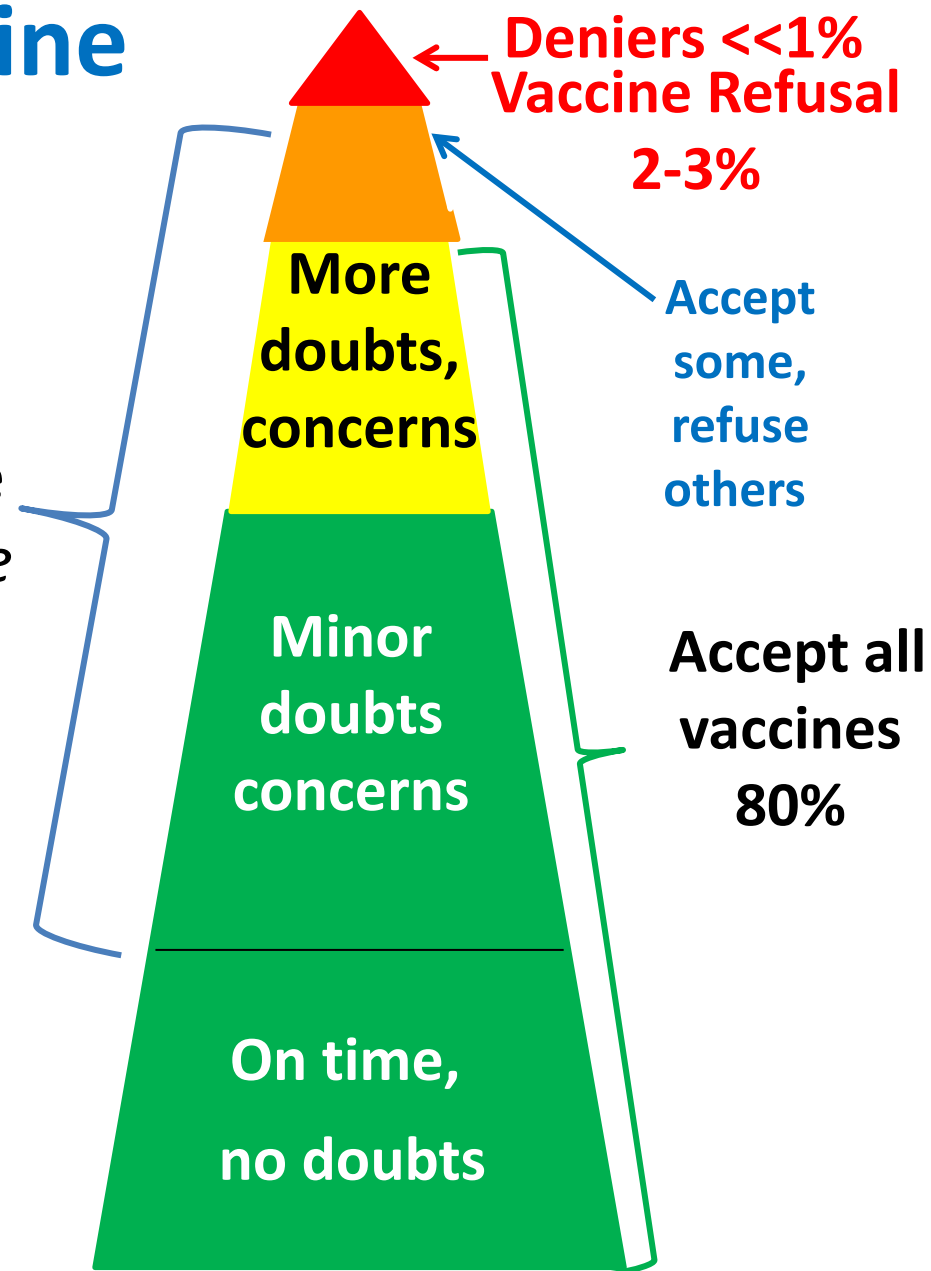 ine
Deniers <<1%
Vaccine Refusal
2-3%
More
doubts,
concerns
Accept
some,
refuse
others
e
e
Minor
doubts
concerns
Accept all
vaccines
80%
On time,
no doubts